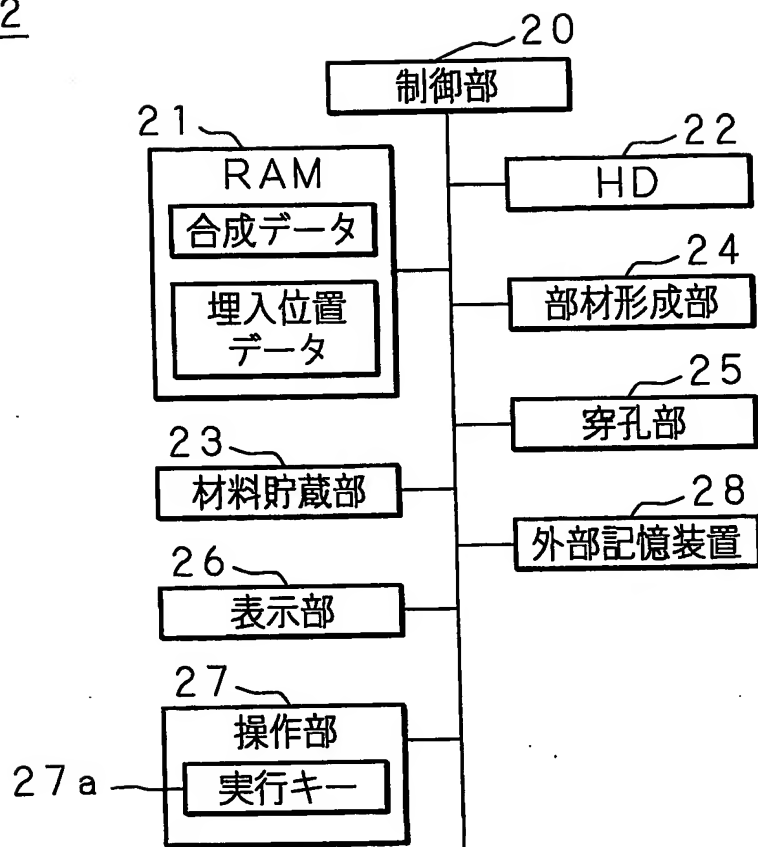 2
20
制御部
21
RAM
合成データ
埋入位置
データ
22
HD
24
部材形成部
25
穿孔部
23
材料貯蔵部
28
外部記憶装置
26
表示部
27
操作部
27a
実行キー